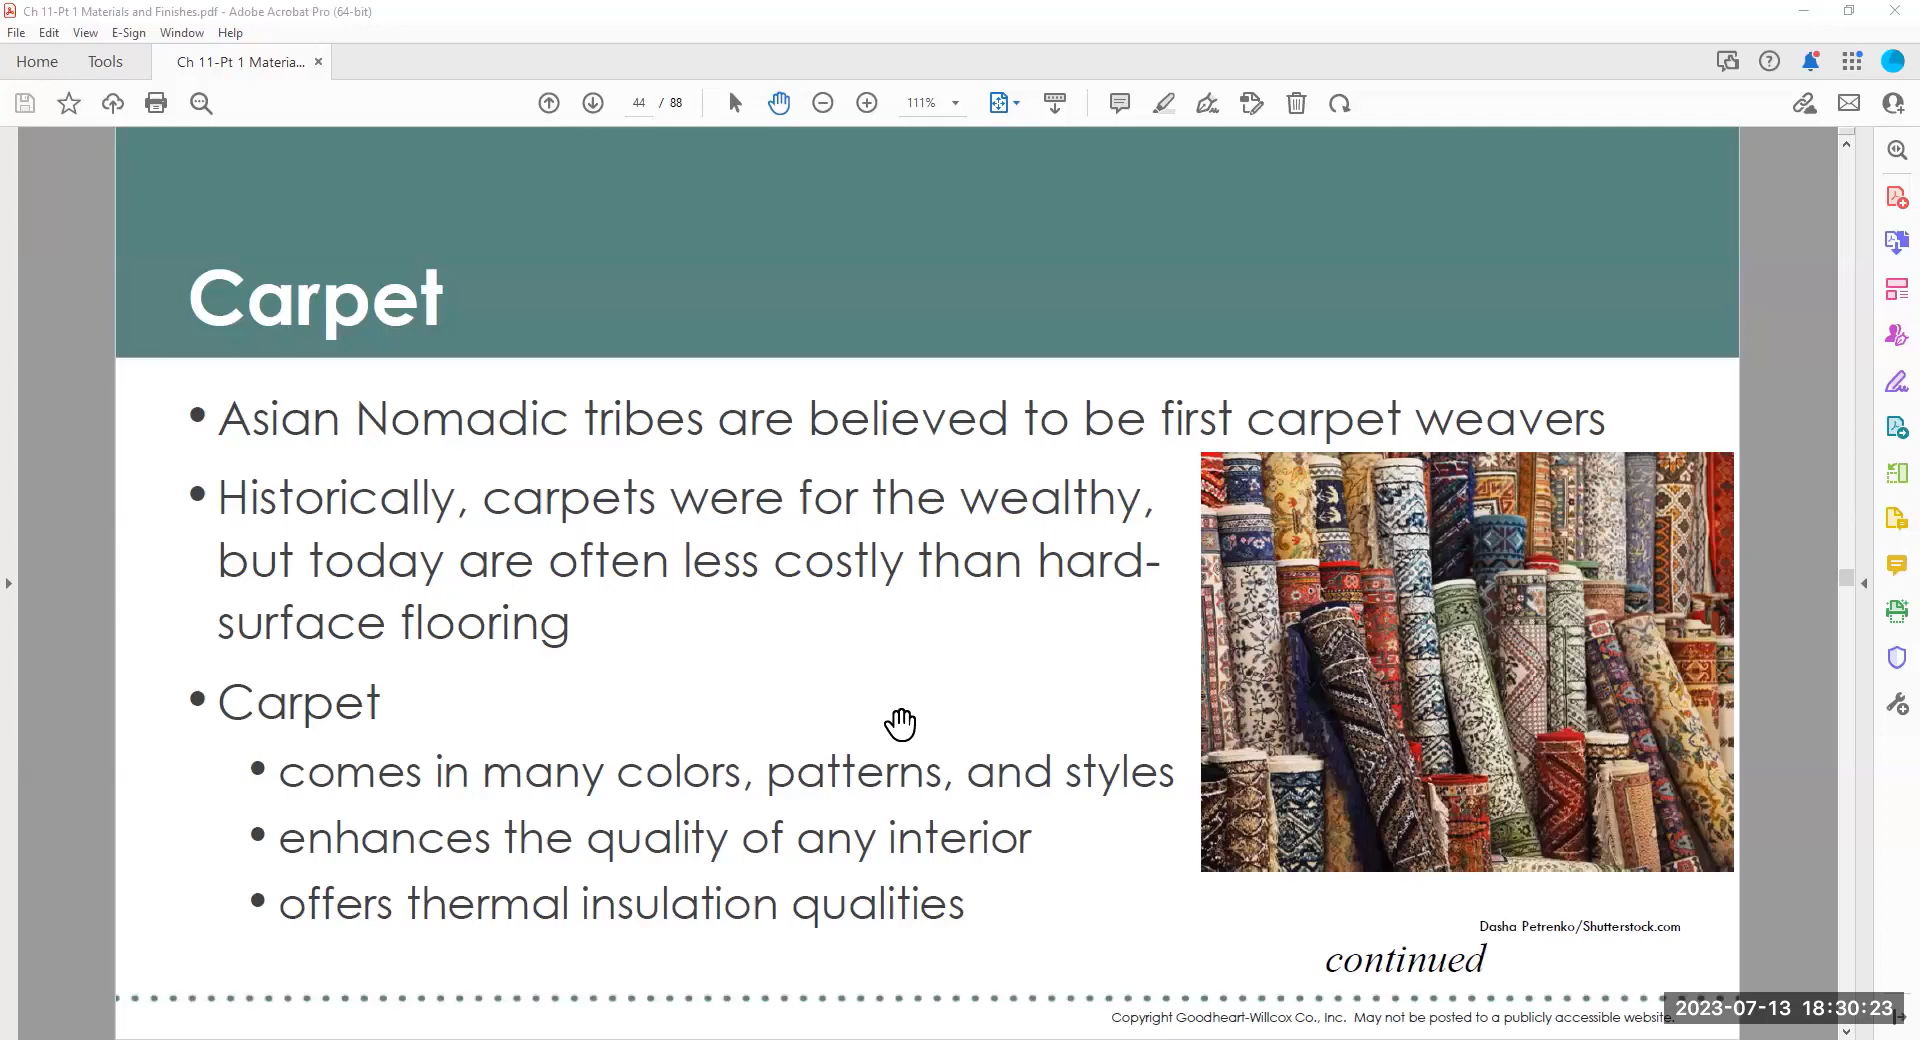 Ch 11-Pt 1 Materials and Finishes.pdf - Adobe Acrobat Pro (64-bit)
File Edit View E-Sign Window Help
Home Tools Ch 11-Pt 1 Materia... ×
44 / 88 111%
Carpet
• Asian Nomadic tribes are believed to be first carpet weavers
• Historically, carpets were for the wealthy,
but today are often less costly than hard-
surface flooring
• Carpet
• comes in many colors, patterns, and styles
• enhances the quality of any interior
• offers thermal insulation qualities
Dasha Petrenko/Shutterstock.com
continued
Copyright Goodheart-Willcox Co., Inc. May not be posted to a publicly accessible website.
2023-07-13 18:30:23